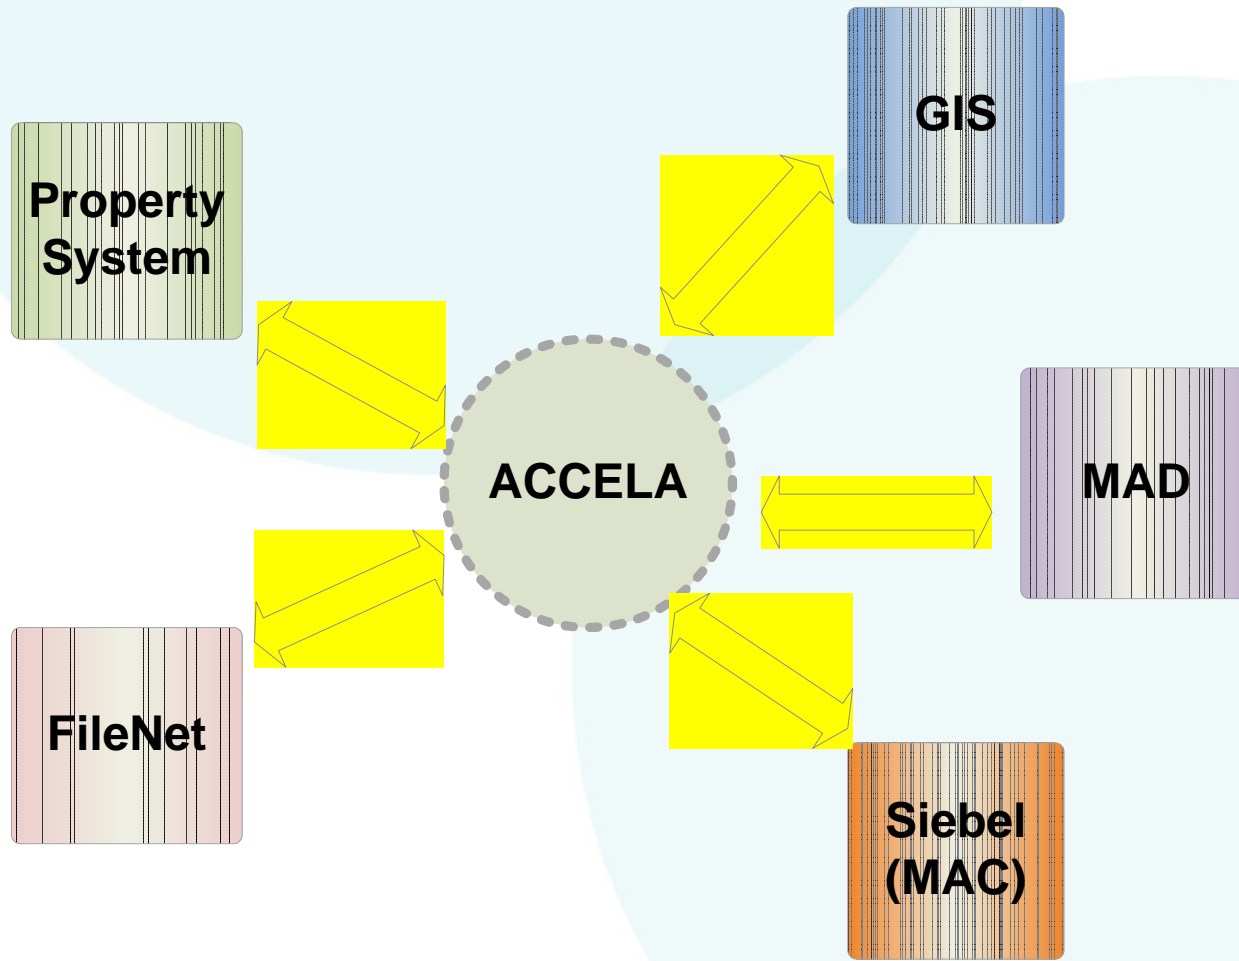 GIS
Property
System
ACCELA
MAD
FileNet
Siebel
(MAC)